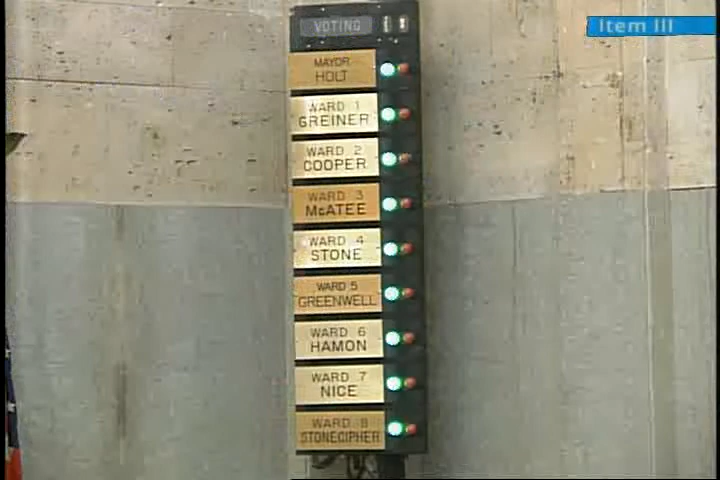 VOTING
Item III
MAYOR
HOLT
WARD 1
GREINER
WARD 2
COOPER
WARD 3
McATEE
WARD 4
STONE
WARD 5
GREENWELL
WARD 6
HAMON
WARD 7
NICE
WARD 8
STONECIPHER